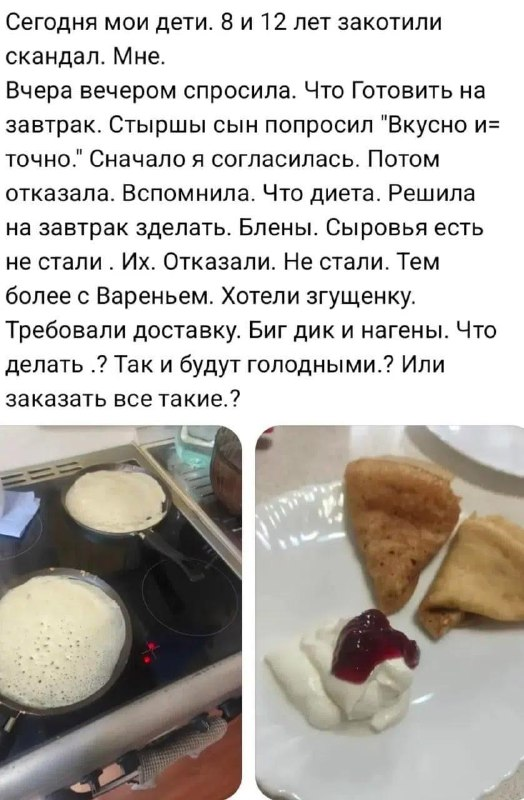 Сегодня мои дети. 8 и 12 лет закотили
скандал. Мне.
Вчера вечером спросила. Что Готовить на
завтрак. Стыршы сын попросил "Вкусно и=
точно." Сначало я согласилась. Потом
отказала. Вспомнила. Что диета. Решила
на завтрак зделать. Блены. Сыровья есть
не стали . Их. Отказали. Не стали. Тем
более с Вареньем. Хотели згущенку.
Требовали доставку. Биг дик и нагены. Что
делать .? Так и будут голодными.? Или
заказать все такие.?